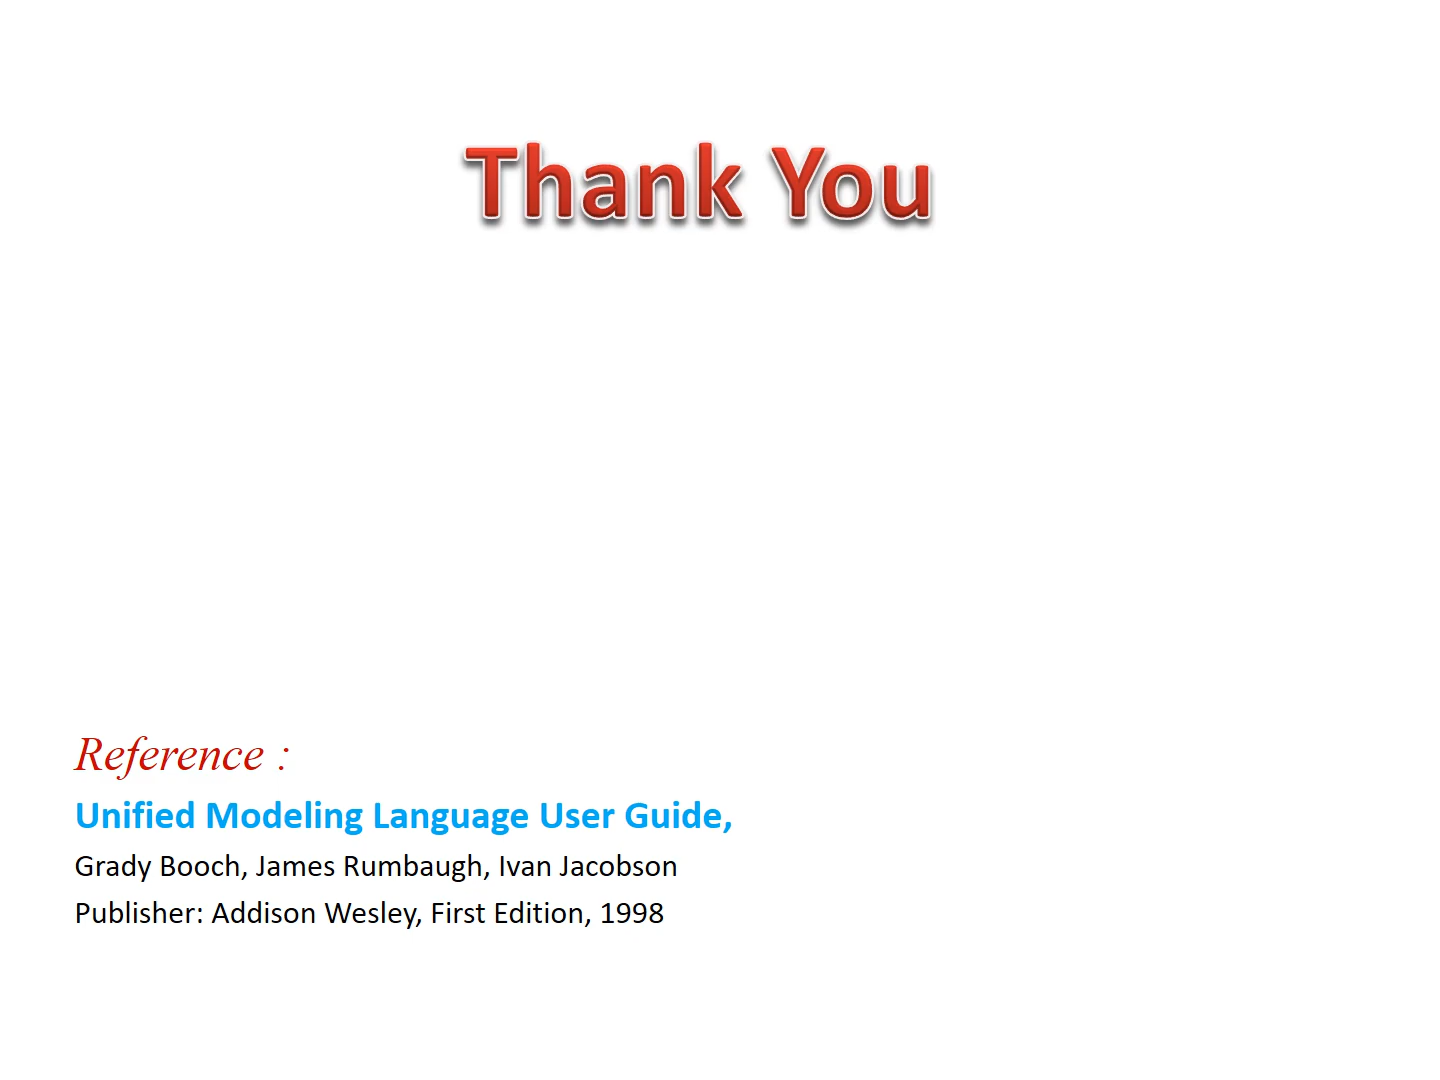 Thank You
Reference :
Unified Modeling Language User Guide,
Grady Booch, James Rumbaugh, Ivan Jacobson
Publisher: Addison Wesley, First Edition, 1998